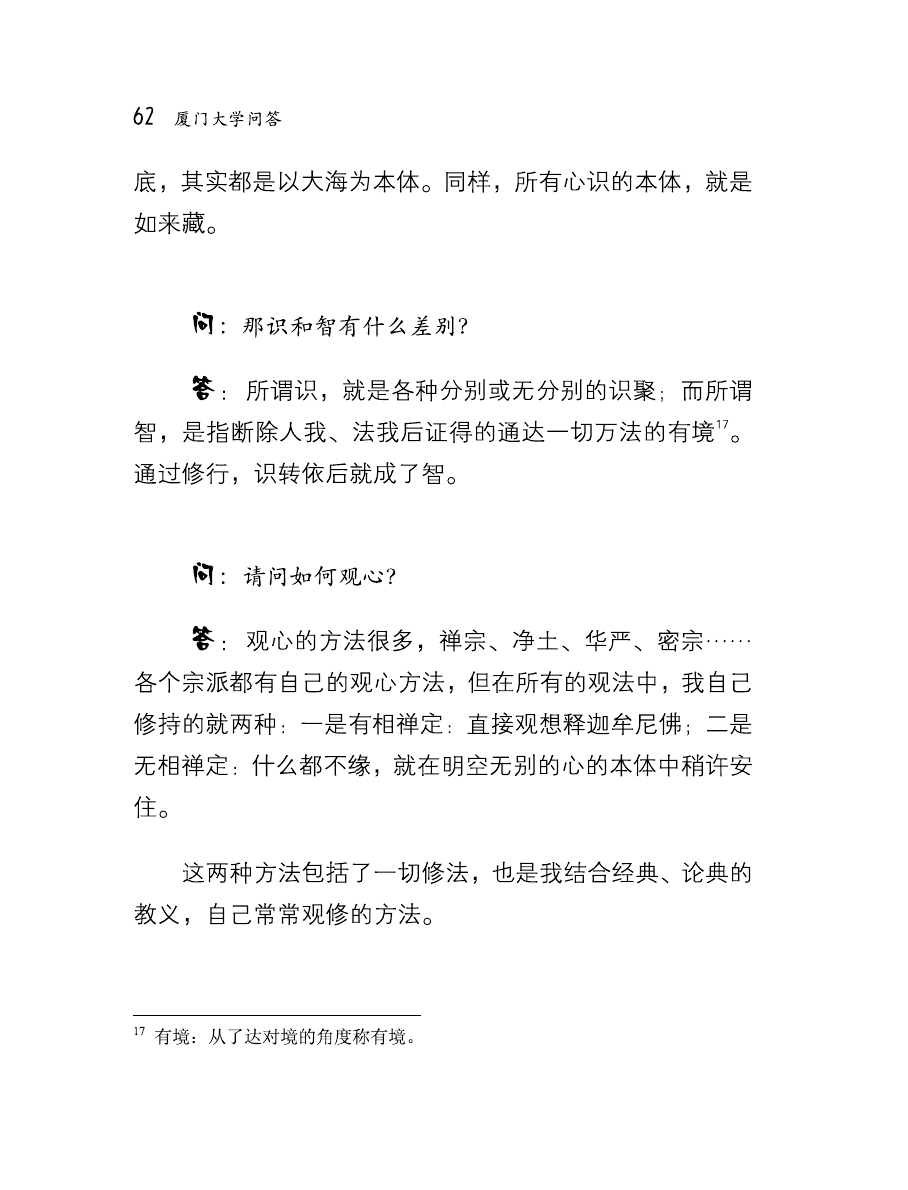 62 厦门大学问答
底，其实都是以大海为本体。同样，所有心识的本体，就是
如来藏。
问：那识和智有什么差别？
答：所谓识，就是各种分别或无分别的识聚；而所谓
智，是指断除人我、法我后证得的通达一切万法的有境17。
通过修行，识转依后就成了智。
问：请问如何观心？
答：观心的方法很多，禅宗、净土、华严、密宗……
各个宗派都有自己的观心方法，但在所有的观法中，我自己
修持的就两种：一是有相禅定：直接观想释迦牟尼佛；二是
无相禅定：什么都不缘，就在明空无别的心的本体中稍许安
住。
这两种方法包括了一切修法，也是我结合经典、论典的
教义，自己常常观修的方法。
17 有境：从了达对境的角度称有境。